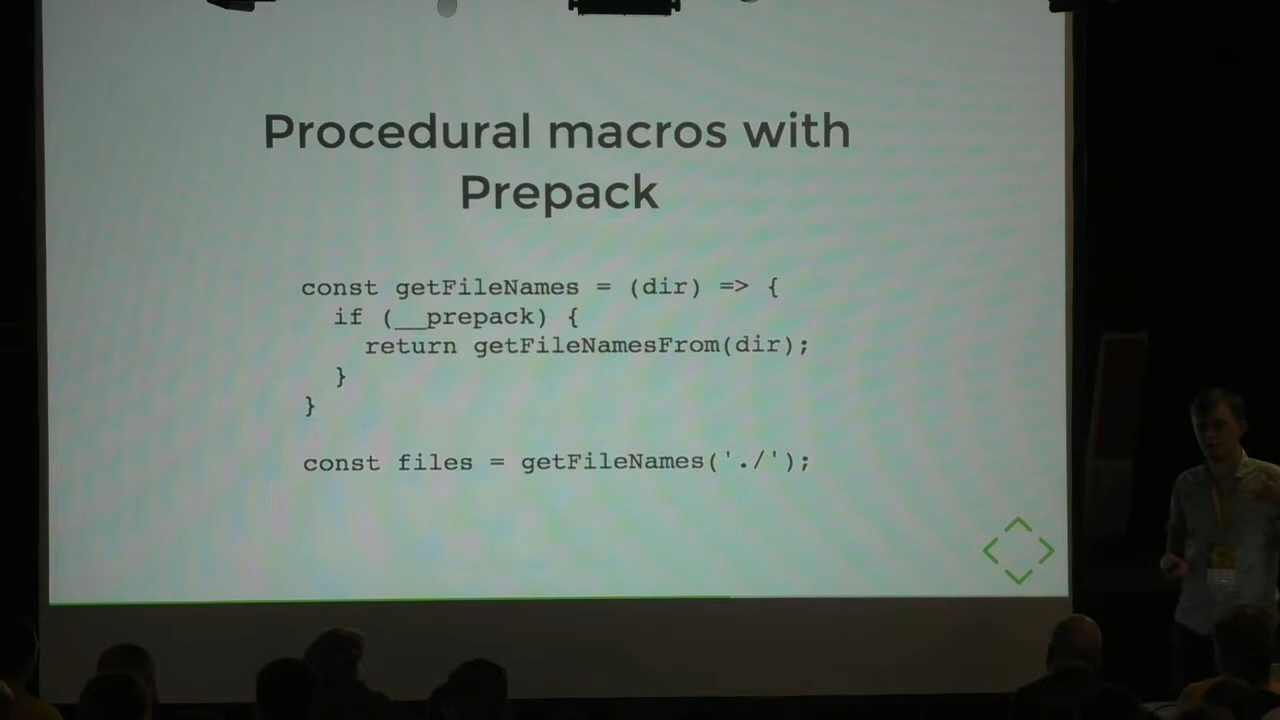 Procedural macros with
Prepack
const getFileNames = (dir) => {
if (__prepack) {
return getFileNamesFrom(dir);
}
}
const files = getFileNames('./');